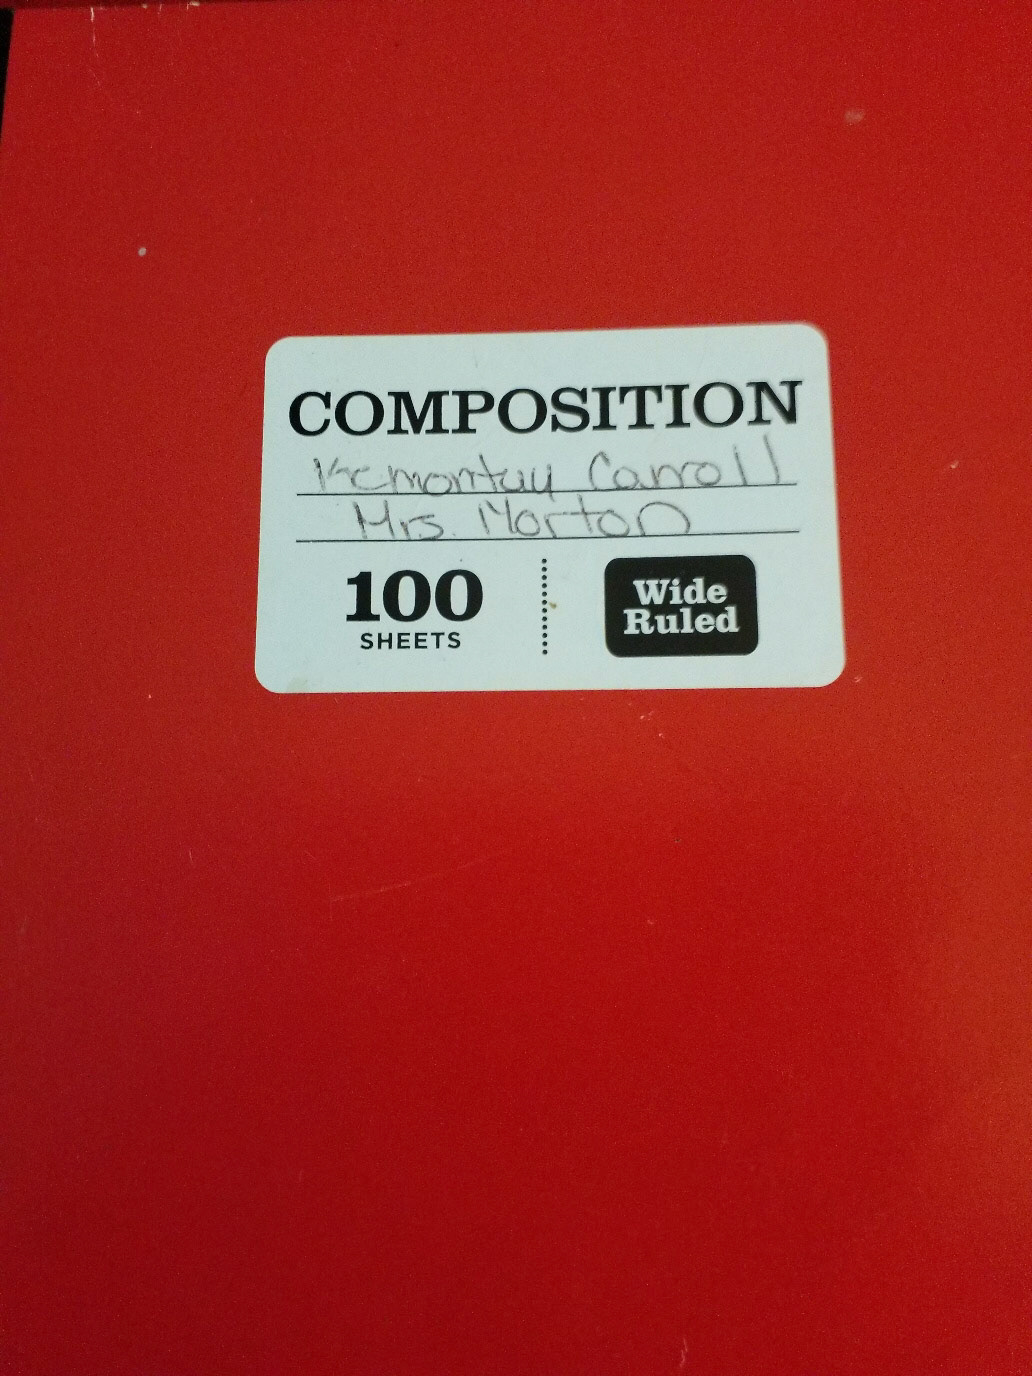 COMPOSITION
Kemontay Carroll
Mrs. Morton
100
SHEETS
Wide
Ruled